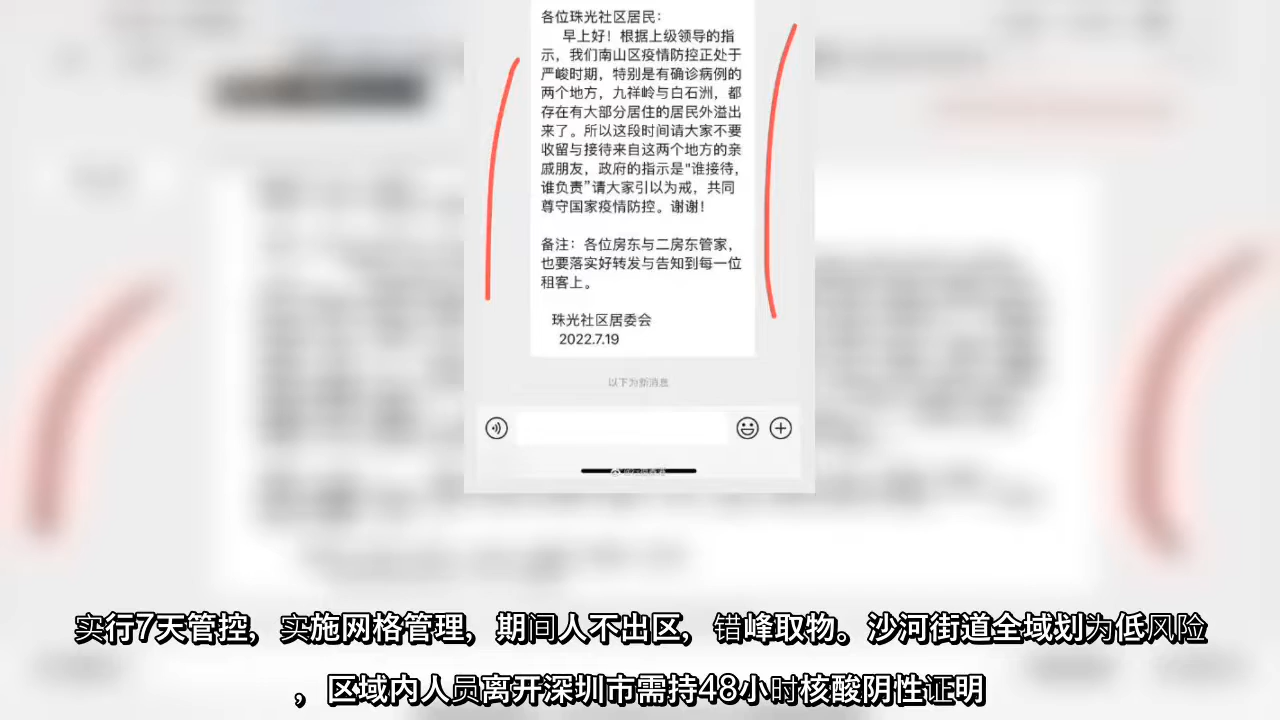 各位珠光社区居民：
早上好！根据上级领导的指
示，我们南山区疫情防控正处于
严峻时期，特别是有确诊病例的
两个地方，九祥岭与白石洲，都
存在有大部分居住的居民外溢出
来了。所以这段时间请大家不要
收留与接待来自这两个地方的亲
戚朋友，政府的指示是“谁接待，
谁负责”请大家引以为戒，共同
尊守国家疫情防控。谢谢！
备注：各位房东与二房东管家，
也要落实好转发与告知到每一位
租客上。
珠光社区居委会
2022.7.19
以下为新消息
实行7天管控，实施网格管理，期间人不出区，错峰取物。沙河街道全域划为低风险
，区域内人员离开深圳市需持48小时核酸阴性证明